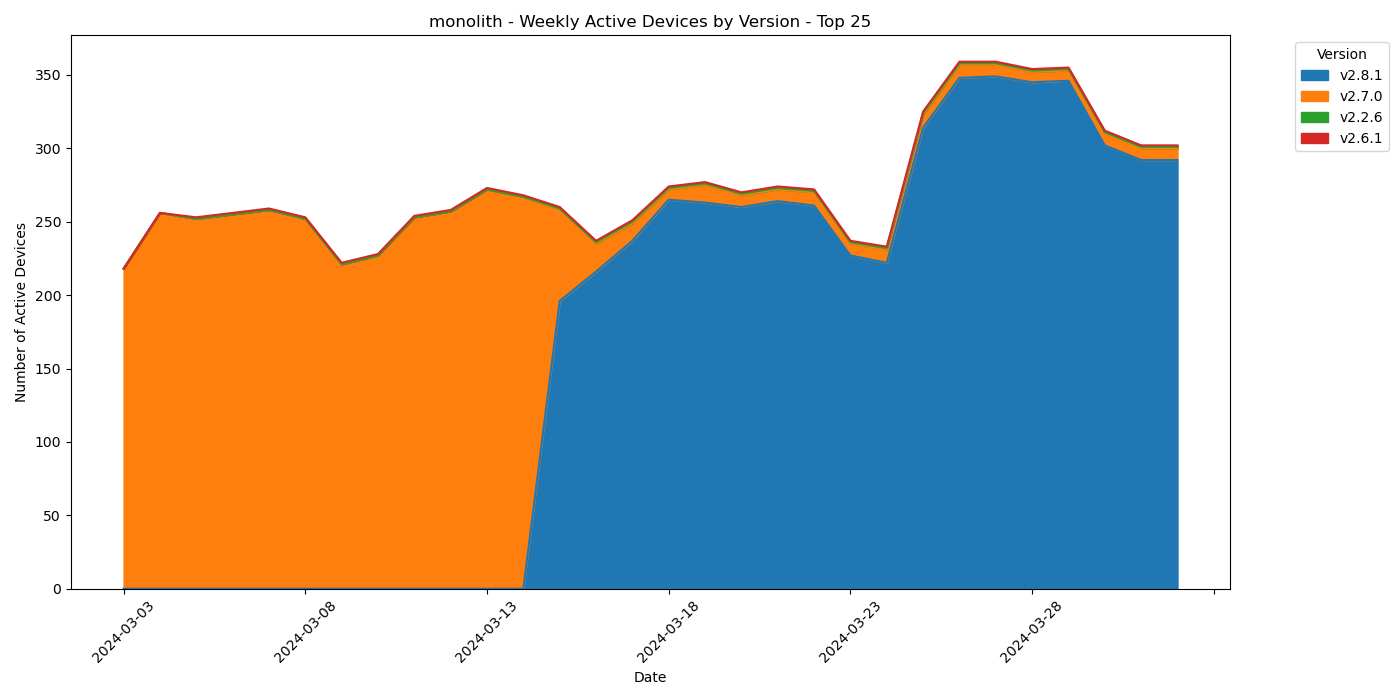 monolith - Weekly Active Devices by Version - Top 25
Version
v2.8.1
v2.7.0
v2.2.6
v2.6.1
Number of Active Devices
350
300
250
200
150
100
50
0
2024-03-03
2024-03-08
2024-03-13
2024-03-18
2024-03-23
2024-03-28
Date